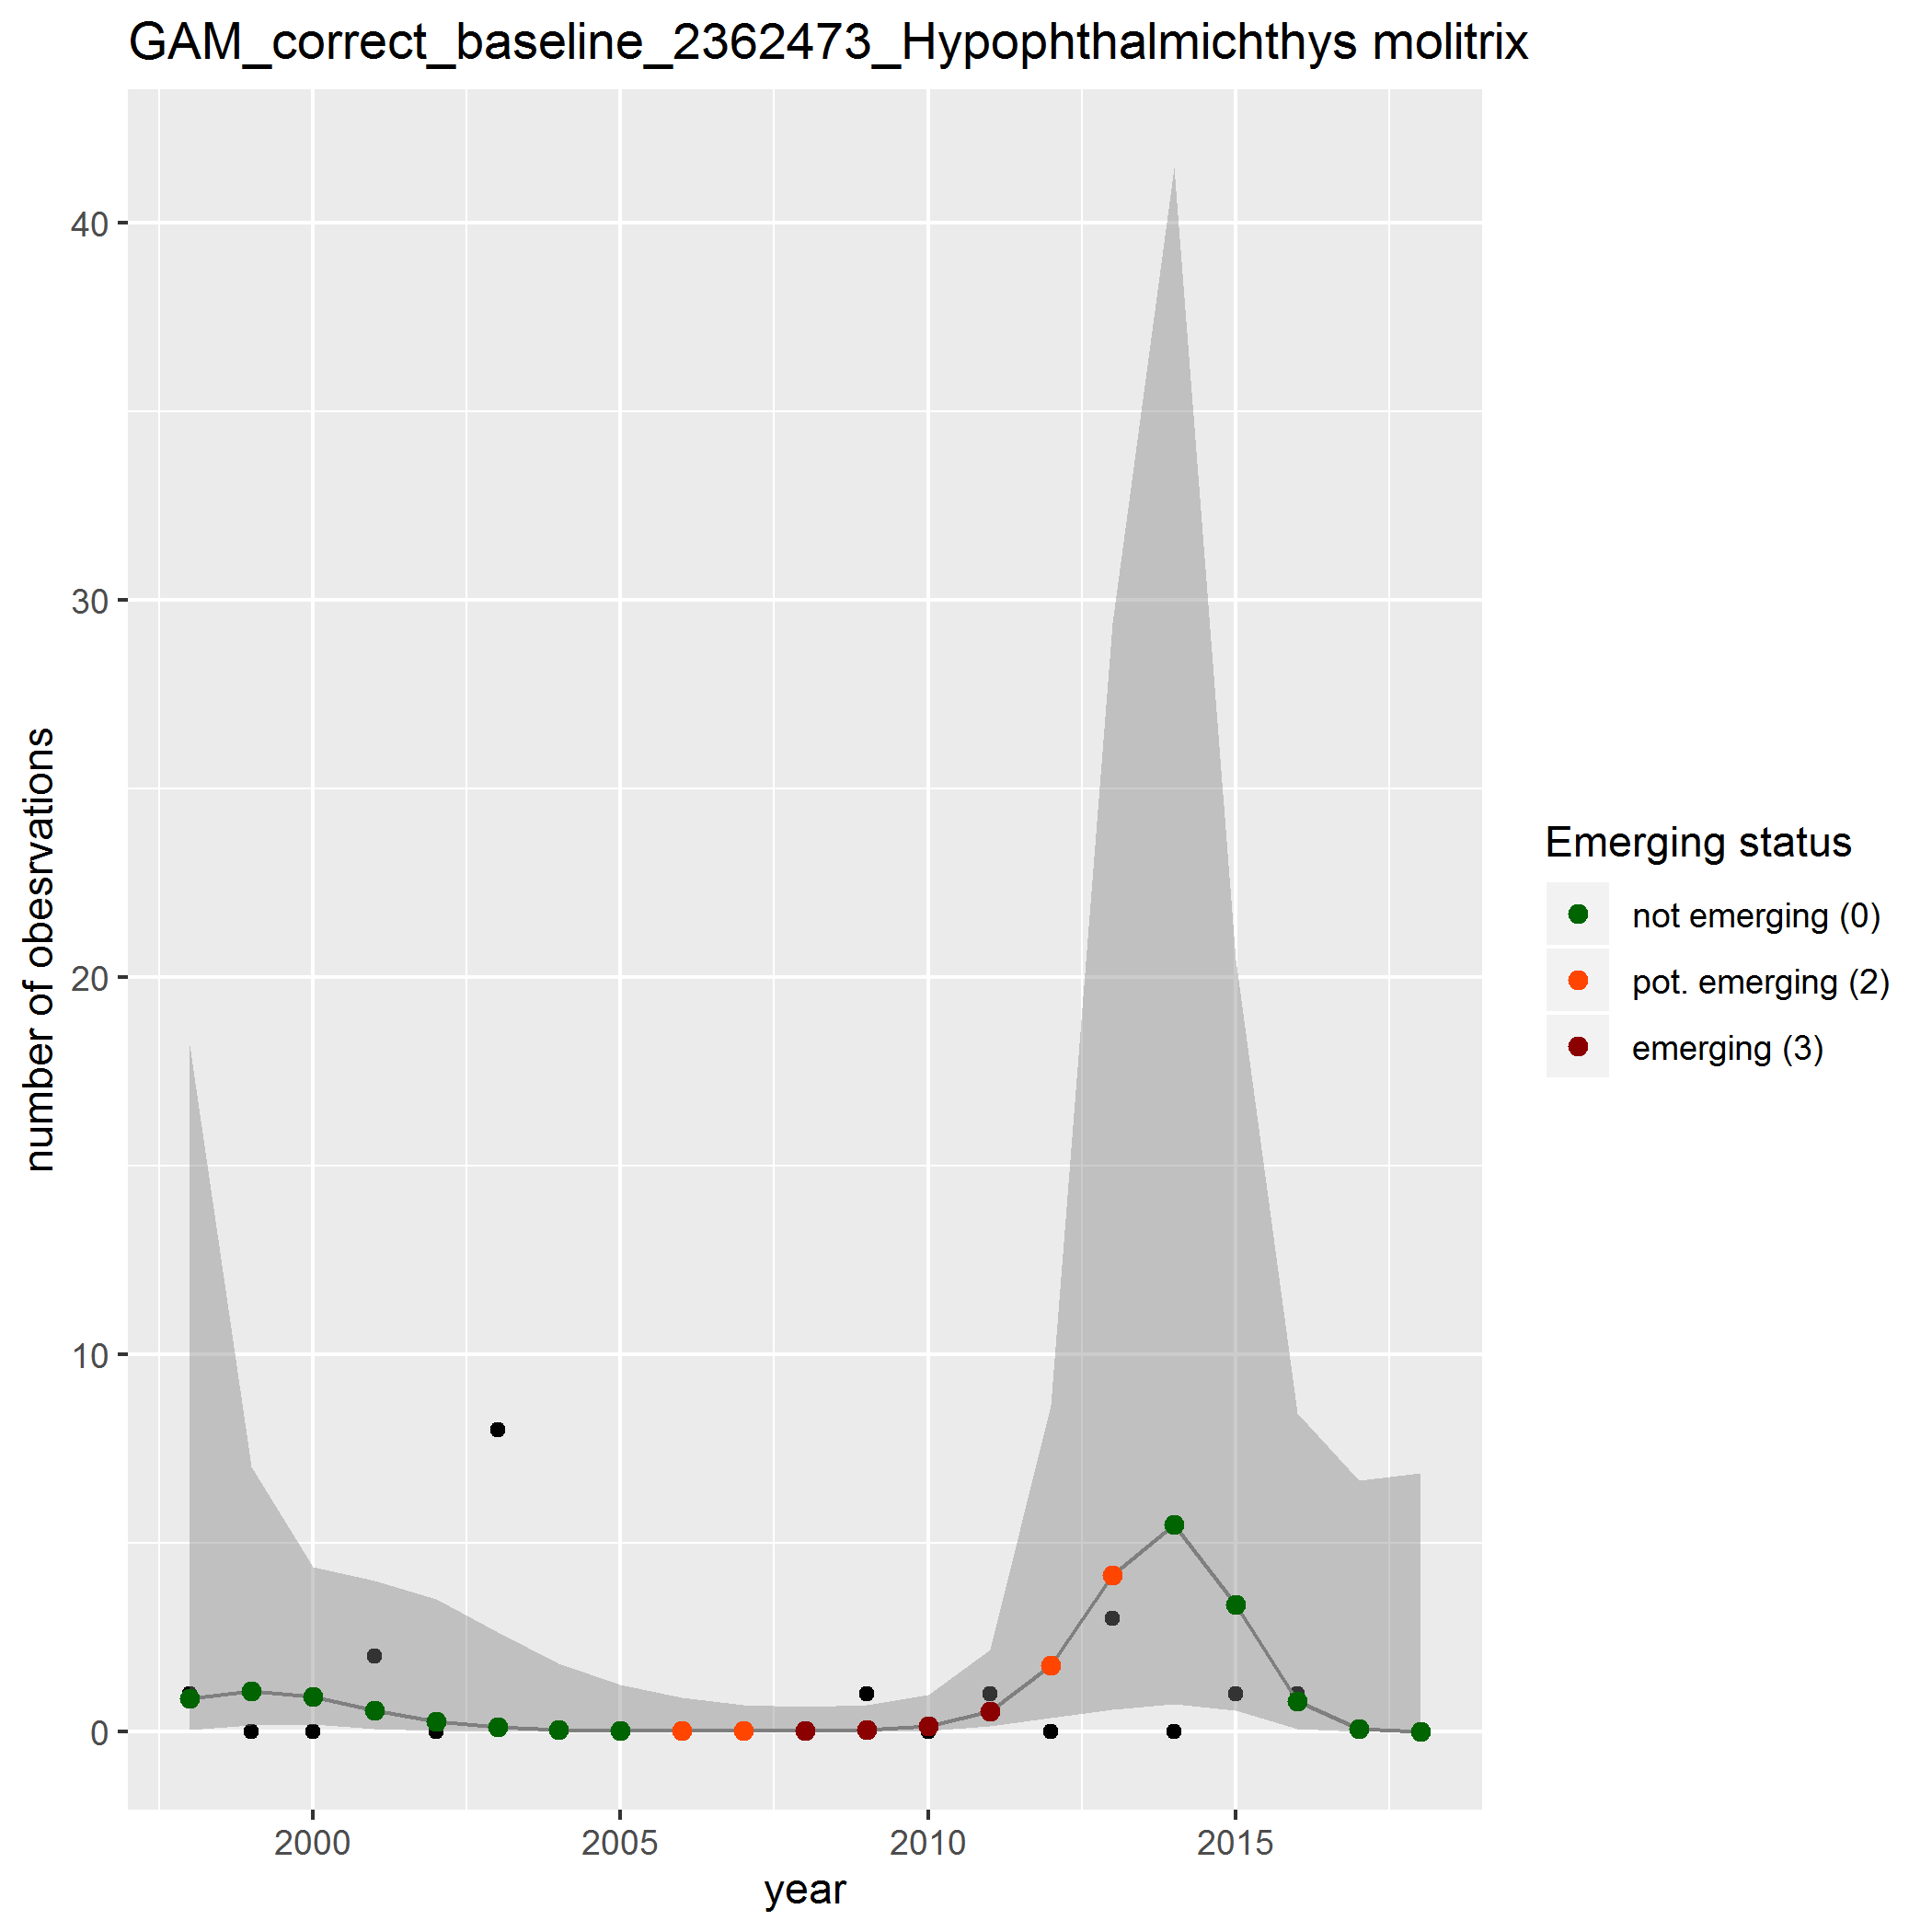 GAM_correct_baseline_2362473_Hypophthalmichthys molitrix
number of obesrvations
40
30
20
10
0
2000
2005
2010
2015
year
Emerging status
not emerging (0)
pot. emerging (2)
emerging (3)